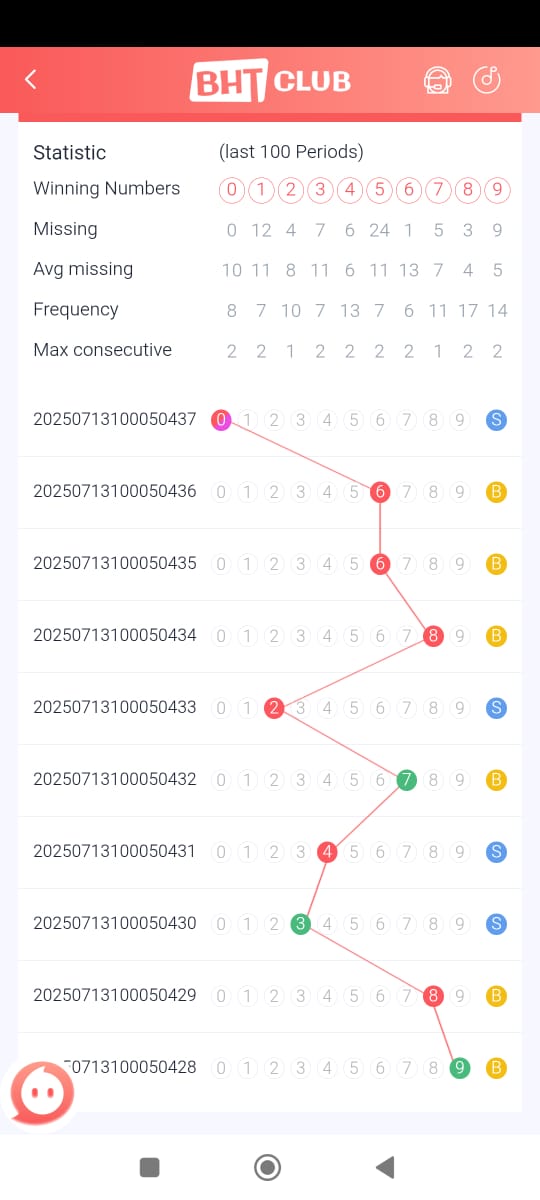 BHT CLUB
Statistic (last 100 Periods)
Winning Numbers 0 1 2 3 4 5 6 7 8 9
Missing 0 12 4 7 6 24 1 5 3 9
Avg missing 10 11 8 11 6 11 13 7 4 5
Frequency 8 7 10 7 13 7 6 11 17 14
Max consecutive 2 2 1 2 2 2 2 1 2 2
20250713100050437 0 1 2 3 4 5 6 7 8 9 S
20250713100050436 0 1 2 3 4 5 6 7 8 9 B
20250713100050435 0 1 2 3 4 5 6 7 8 9 B
20250713100050434 0 1 2 3 4 5 6 7 8 9 B
20250713100050433 0 1 2 3 4 5 6 7 8 9 S
20250713100050432 0 1 2 3 4 5 6 7 8 9 B
20250713100050431 0 1 2 3 4 5 6 7 8 9 S
20250713100050430 0 1 2 3 4 5 6 7 8 9 S
20250713100050429 0 1 2 3 4 5 6 7 8 9 B
0713100050428 0 1 2 3 4 5 6 7 8 9 B